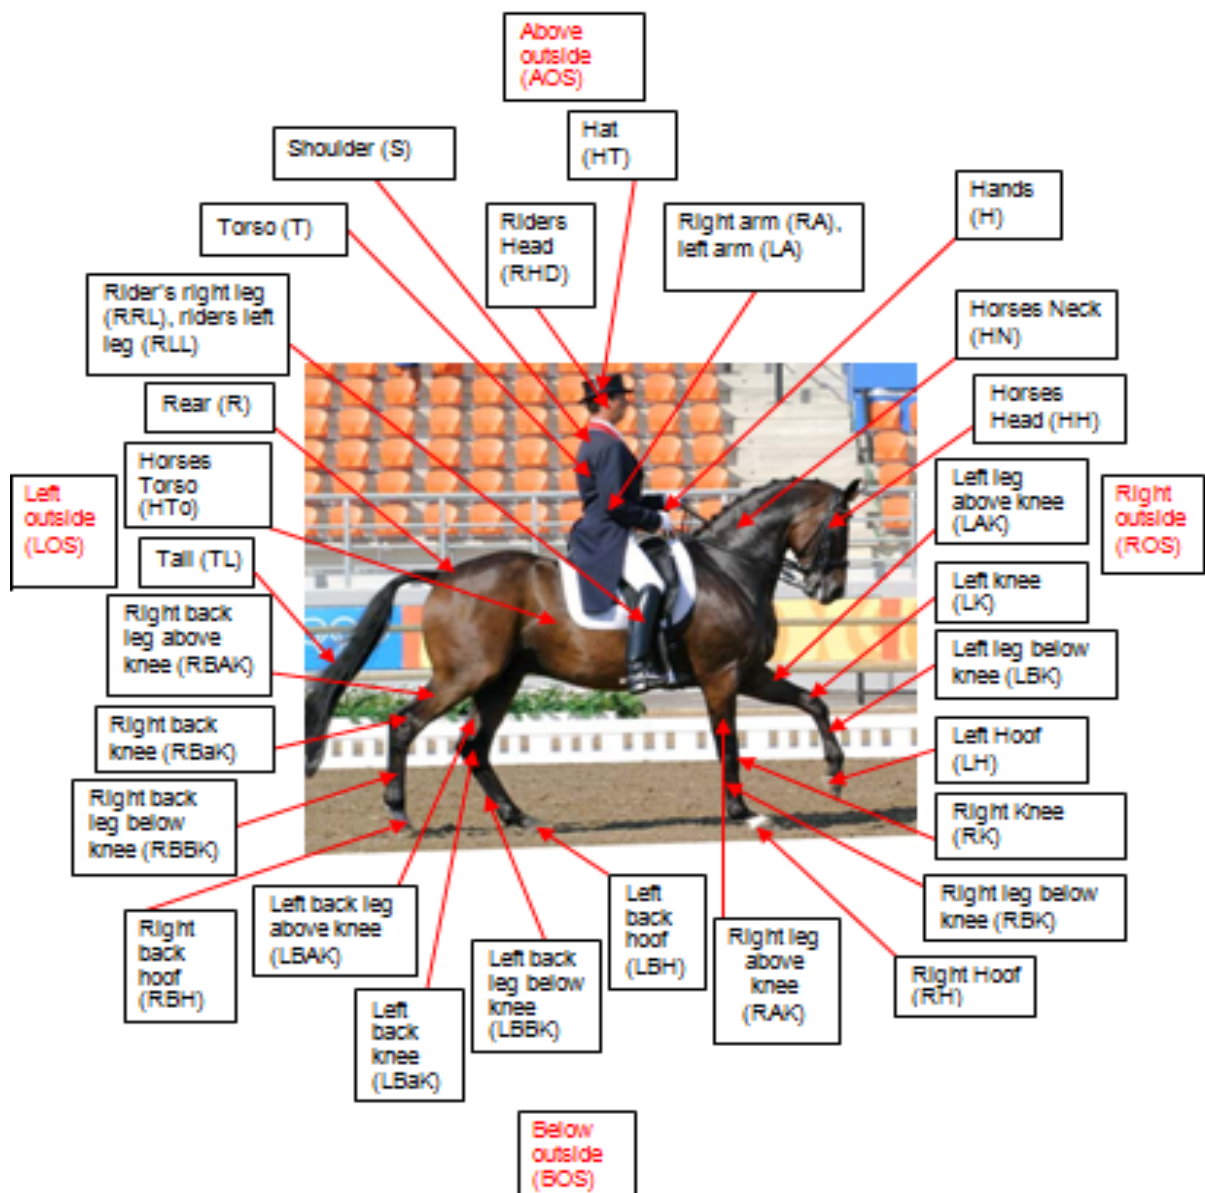 Above
outside
(AOS)
Hat
(HT)
Shoulder (S)
Hands
(H)
Torso (T)
Riders
Head
(RHD)
Right arm (RA),
left arm (LA)
Rider's right leg
(RRL), riders left
leg (RLL)
Horses Neck
(HN)
Rear (R)
Horses
Head (HH)
Horses
Torso
(HTo)
Left leg
above knee
(LAK)
Left
outside
(LOS)
Right
outside
(ROS)
Tail (TL)
Left knee
(LK)
Right back
leg above
knee (RBAK)
Left leg below
knee (LBK)
Right back
knee (RBaK)
Left Hoof
(LH)
Right back
leg below
knee (RBBK)
Right Knee
(RK)
Right
back
hoof
(RBH)
Left back leg
above knee
(LBAK)
Left
back
knee
(LBaK)
Left back
leg below
knee
(LBBK)
Left
back
hoof
(LBH)
Right leg
above
knee
(RAK)
Right leg below
knee (RBK)
Right Hoof
(RH)
Below
outside
(BOS)